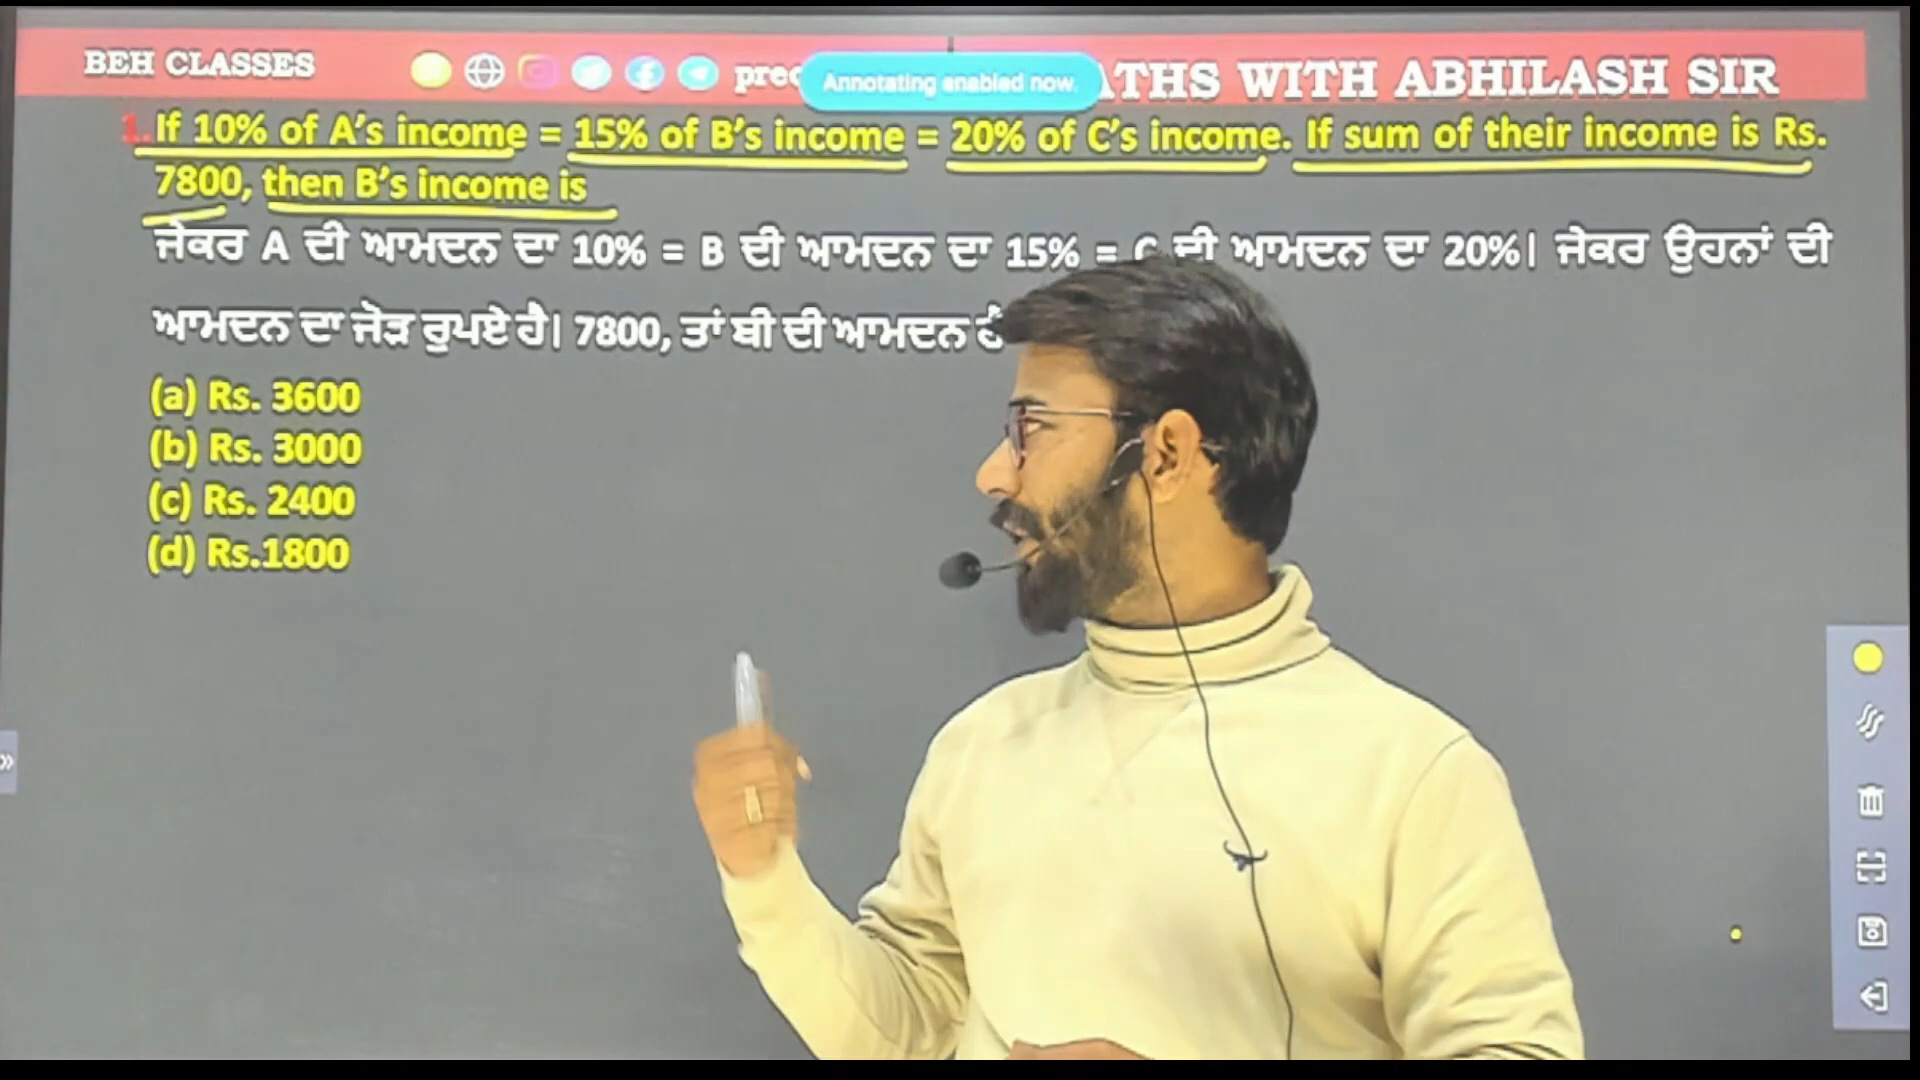 BEH CLASSES
Annotating enabled now.
WITH ABHILASH SIR
1. If 10% of A's income = 15% of B's income = 20% of C's income. If sum of their income is Rs.
7800, then B's income is
ਜੇਕਰ A ਦੀ ਆਮਦਨ ਦਾ 10% = B ਦੀ ਆਮਦਨ ਦਾ 15% = C ਦੀ ਆਮਦਨ ਦਾ 20%| ਜੇਕਰ ਉਹਨਾਂ ਦੀ
ਆਮਦਨ ਦਾ ਜੋੜ ਰੁਪਏ ਹੈ| 7800, ਤਾਂ ਬੀ ਦੀ ਆਮਦਨ
(a) Rs. 3600
(b) Rs. 3000
(c) Rs. 2400
(d) Rs.1800